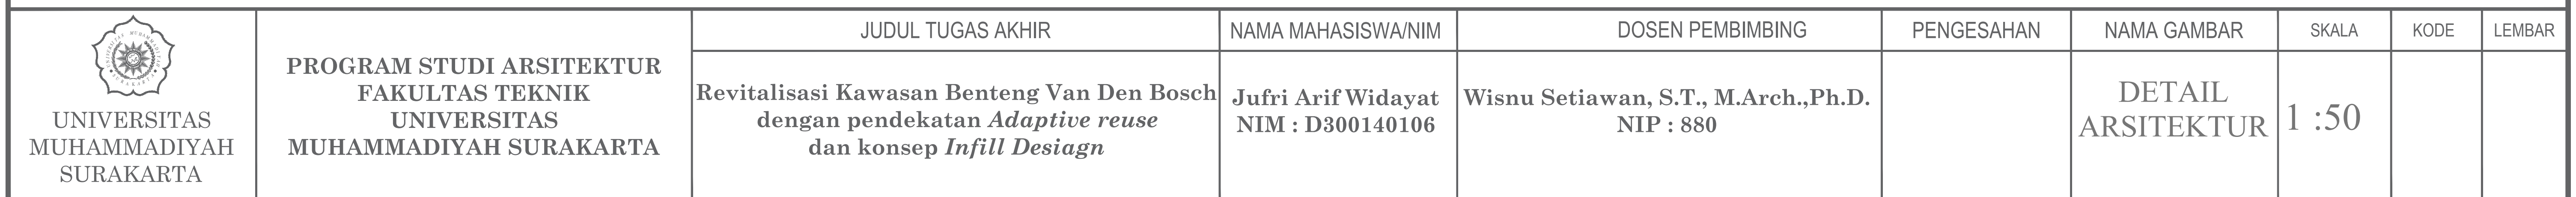 UNIVERSITAS
MUHAMMADIYAH
SURAKARTA
PROGRAM STUDI ARSITEKTUR
FAKULTAS TEKNIK
UNIVERSITAS
MUHAMMADIYAH SURAKARTA
JUDUL TUGAS AKHIR
Revitalisasi Kawasan Benteng Van Den Bosch
dengan pendekatan Adaptive reuse
dan konsep Infill Desiagn
NAMA MAHASISWA/NIM
Jufri Arif Widayat
NIM : D300140106
DOSEN PEMBIMBING
Wisnu Setiawan, S.T., M.Arch.,Ph.D.
NIP : 880
PENGESAHAN
NAMA GAMBAR
DETAIL
ARSITEKTUR
SKALA
1 :50
KODE
LEMBAR